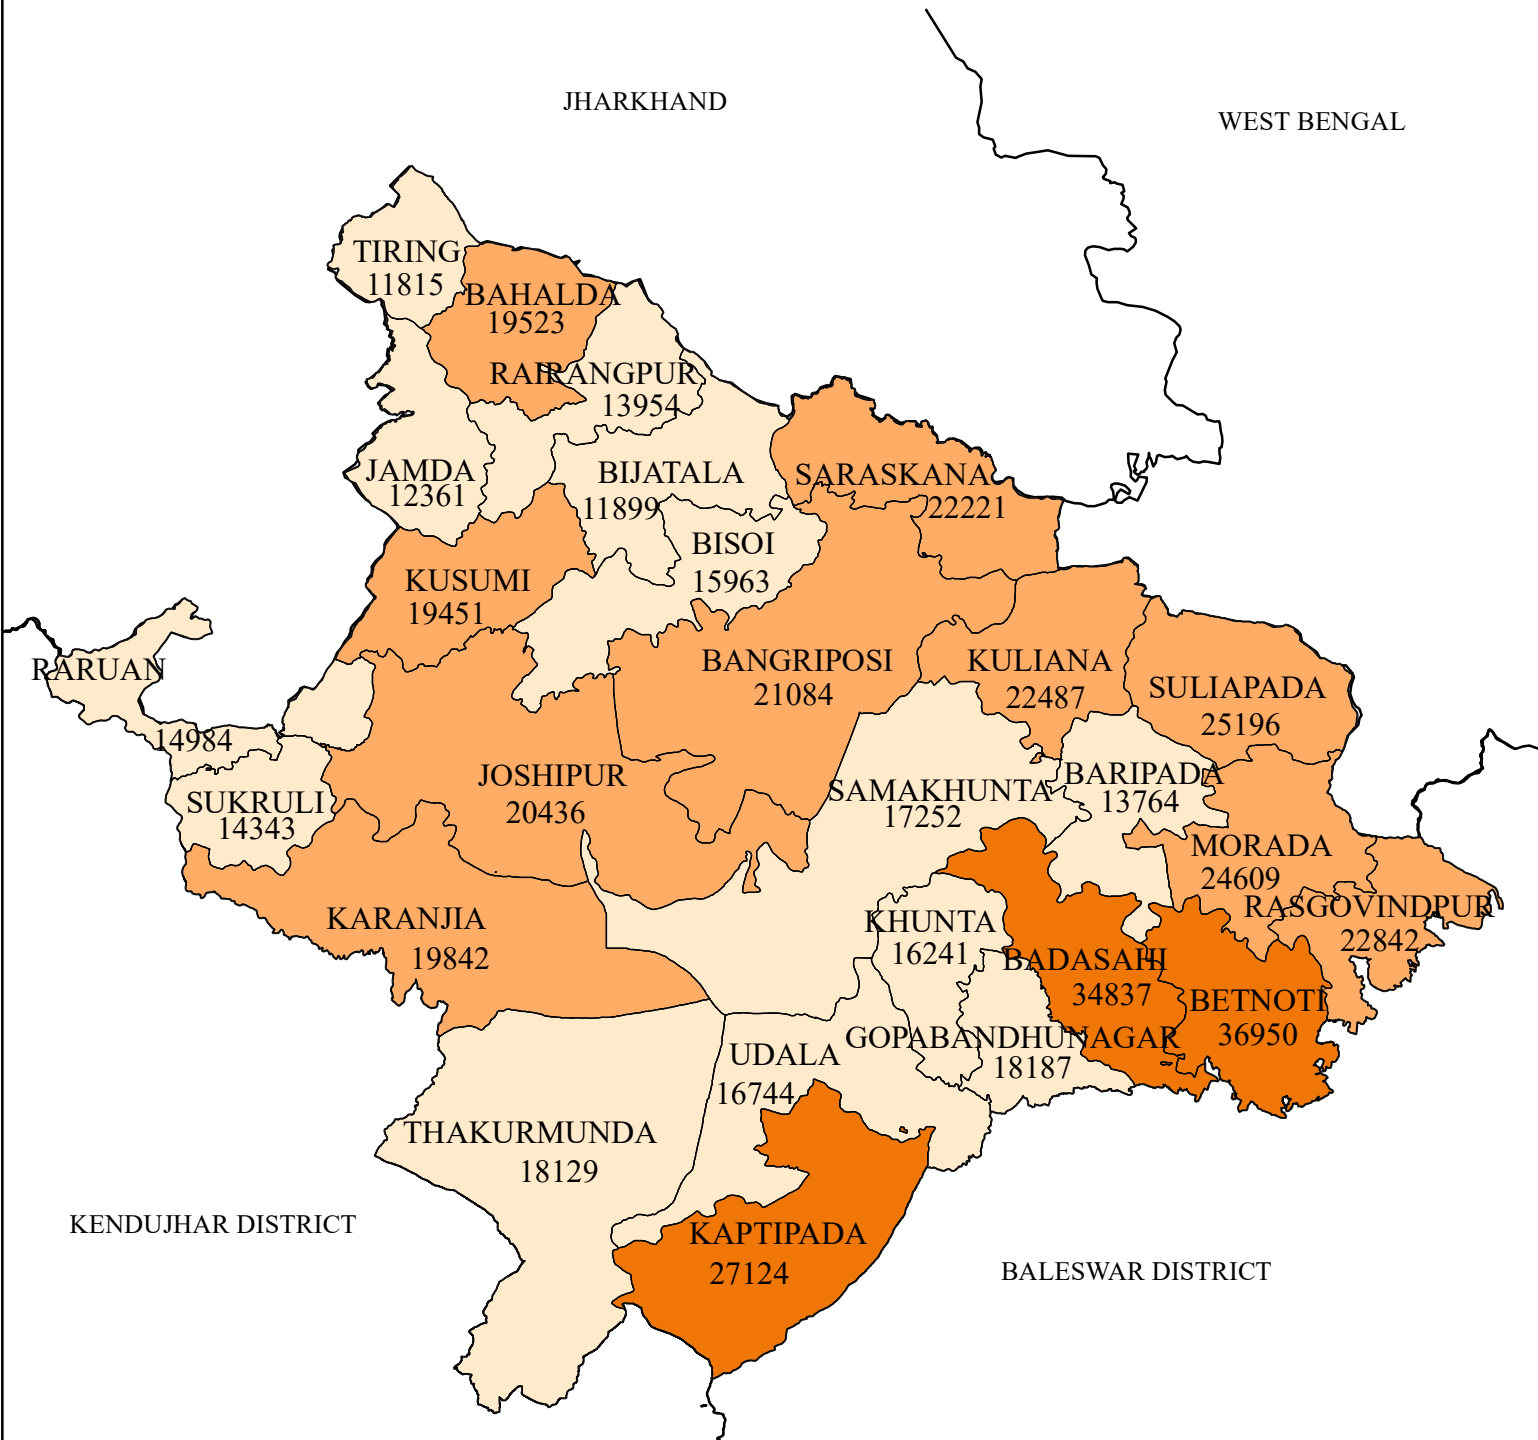 JHARKHAND
WEST BENGAL
TIRING
11815
BAHALDA
19523
RAIRANGPUR
13954
JAMDA
12361
BIJATALA
11899
SARASKANA
22221
BISOI
15963
KUSUMI
19451
RARUAN
14984
BANGRIPOSI
21084
KULIANA
22487
SULIAPADA
25196
SUKRULI
14343
JOSHIPUR
20436
SAMAKHUNTA
17252
BARIPADA
13764
MORADA
24609
KARANJIA
19842
KHUNTA
16241
RASGOVINDPUR
22842
BADASAHI
34837
BETNOTI
36950
UDALA
16744
GOPABANDHUNAGAR
18187
THAKURMUNDA
18129
KENDUJHAR DISTRICT
KAPTIPADA
27124
BALESWAR DISTRICT